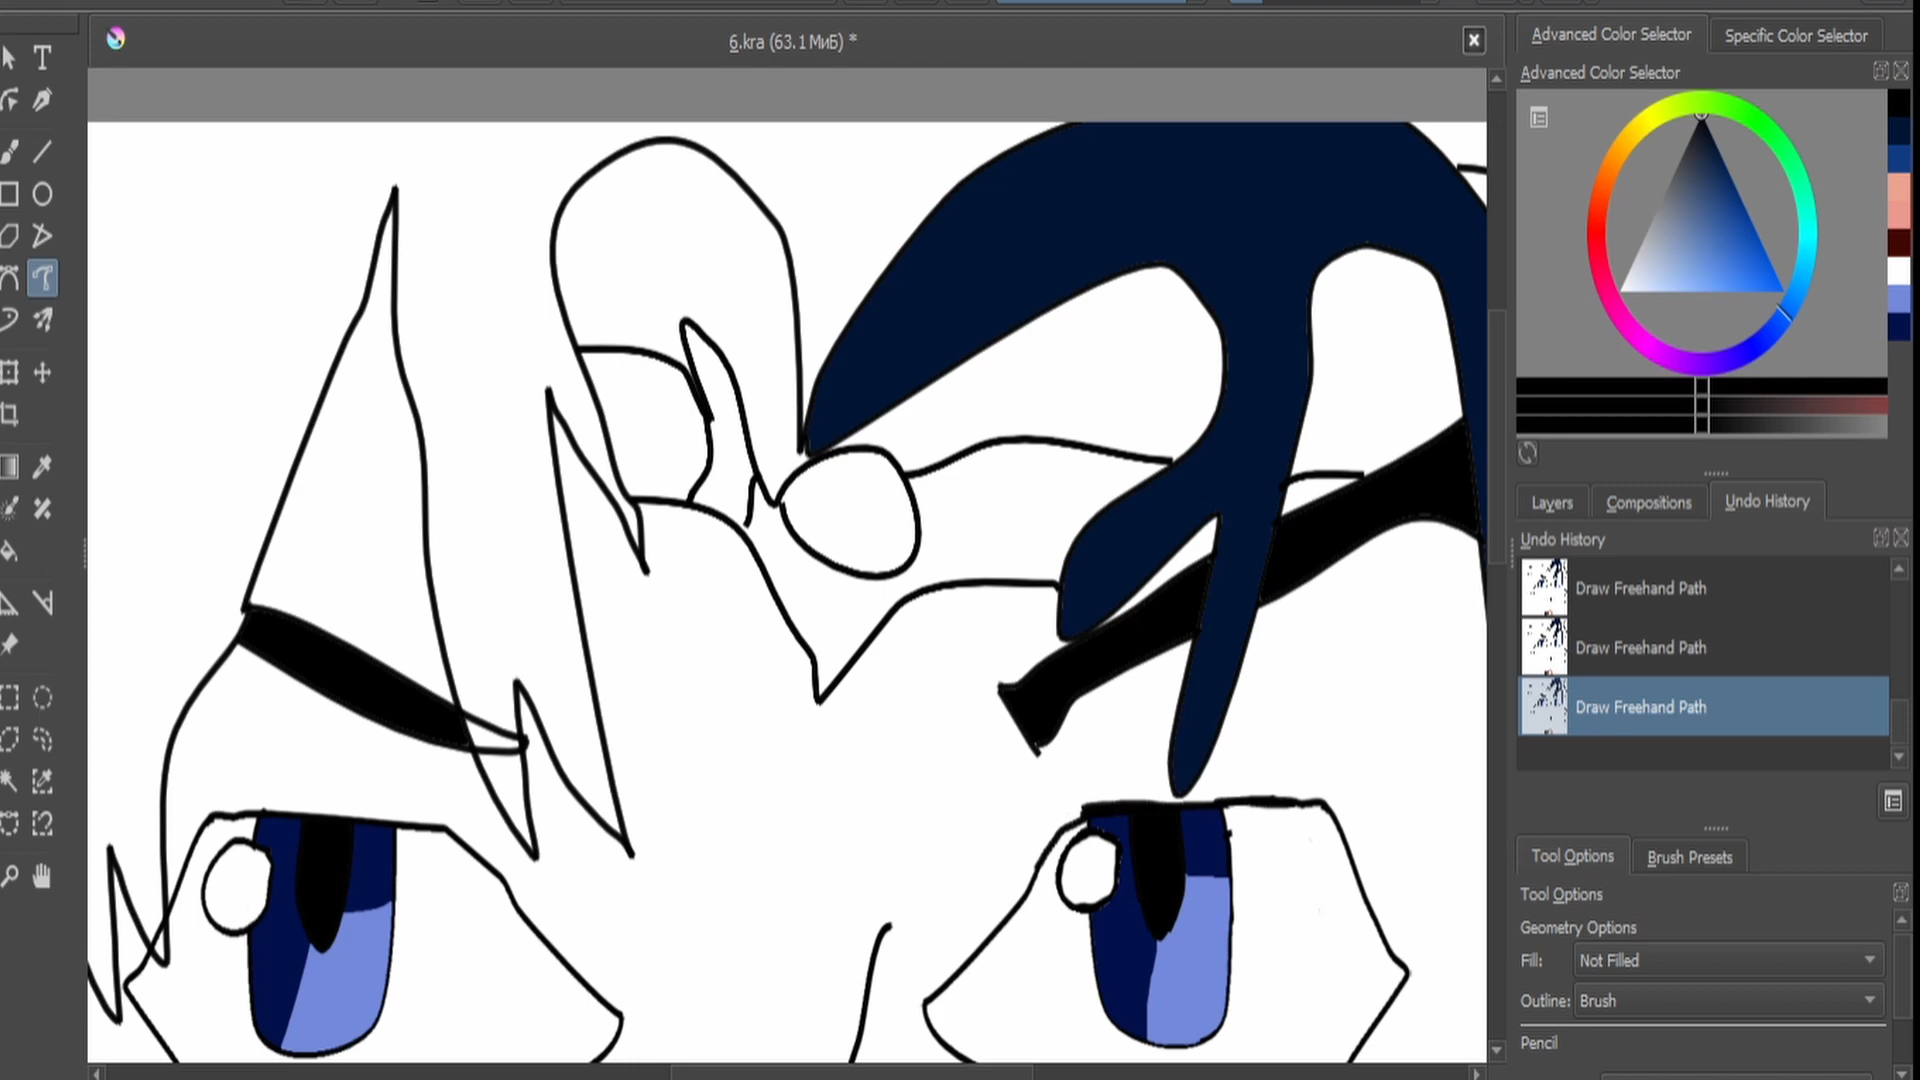 6.kra (63.1 МиБ) *
Advanced Color Selector
Specific Color Selector
Advanced Color Selector
Layers
Compositions
Undo History
Undo History
Draw Freehand Path
Draw Freehand Path
Draw Freehand Path
Tool Options
Brush Presets
Tool Options
Geometry Options
Fill: Not Filled
Outline: Brush
Pencil